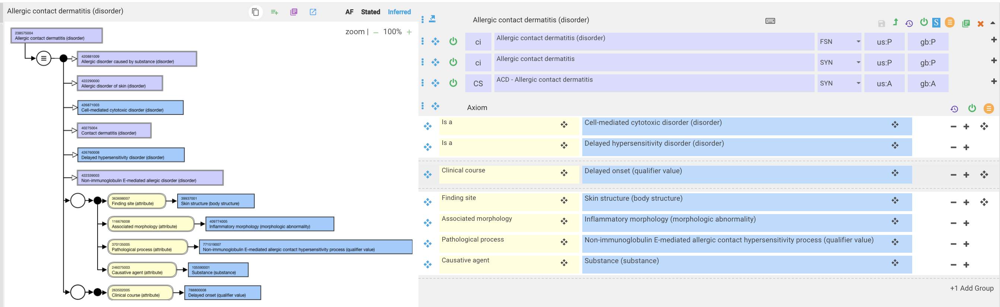 Allergic contact dermatitis (disorder)
AF Stated Inferred
zoom | − 100% +
238575004
Allergic contact dermatitis (disorder)
420881009
Allergic disorder caused by substance (disorder)
422290000
Allergic disorder of skin (disorder)
426871003
Cell-mediated cytotoxic disorder (disorder)
40275004
Contact dermatitis (disorder)
426760008
Delayed hypersensitivity disorder (disorder)
422339003
Non-immunoglobulin E-mediated allergic disorder (disorder)
363698007
Finding site (attribute)
39937001
Skin structure (body structure)
116676008
Associated morphology (attribute)
409774005
Inflammatory morphology (morphologic abnormality)
370135005
Pathological process (attribute)
771519007
Non-immunoglobulin E-mediated allergic contact hypersensitivity process (qualifier value)
246075003
Causative agent (attribute)
105590001
Substance (substance)
263502005
Clinical course (attribute)
788800008
Delayed onset (qualifier value)
Allergic contact dermatitis (disorder)
S
ci Allergic contact dermatitis (disorder) FSN us:P gb:P +
ci Allergic contact dermatitis SYN us:P gb:P +
CS ACD - Allergic contact dermatitis SYN us:A gb:A +
Axiom
Is a Cell-mediated cytotoxic disorder (disorder) − +
Is a Delayed hypersensitivity disorder (disorder) − +
Clinical course Delayed onset (qualifier value) − +
Finding site Skin structure (body structure) − +
Associated morphology Inflammatory morphology (morphologic abnormality) − +
Pathological process Non-immunoglobulin E-mediated allergic contact hypersensitivity process (qualifier value) − +
Causative agent Substance (substance) − +
+1 Add Group